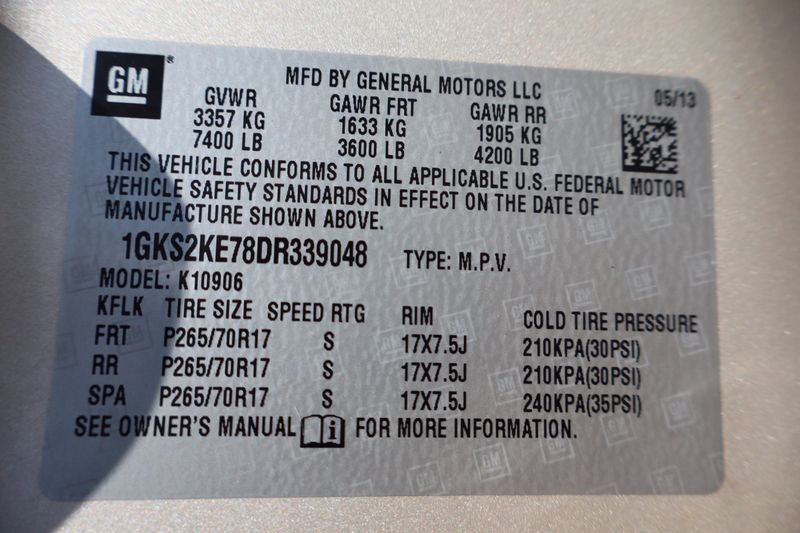 GM®
MFD BY GENERAL MOTORS LLC
05/13
GVWR GAWR FRT GAWR RR
3357 KG 1633 KG 1905 KG
7400 LB 3600 LB 4200 LB
THIS VEHICLE CONFORMS TO ALL APPLICABLE U.S. FEDERAL MOTOR
VEHICLE SAFETY STANDARDS IN EFFECT ON THE DATE OF
MANUFACTURE SHOWN ABOVE.
1GKS2KE78DR339048 TYPE: M.P.V.
MODEL: K10906
KFLK TIRE SIZE SPEED RTG RIM COLD TIRE PRESSURE
FRT P265/70R17 S 17X7.5J 210KPA(30PSI)
RR P265/70R17 S 17X7.5J 210KPA(30PSI)
SPA P265/70R17 S 17X7.5J 240KPA(35PSI)
SEE OWNER'S MANUAL i FOR MORE INFORMATION.